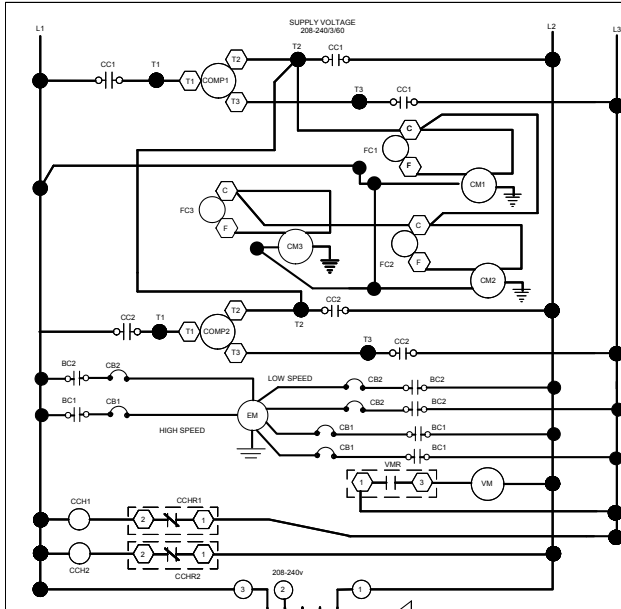 SUPPLY VOLTAGE
208-240/3/60
L1
L2
L3
CC1
T1
T1
COMP1
T2
T2
CC1
T3
T3
CC1
C
FC1
F
CM1
C
FC3
F
CM3
C
FC2
F
CM2
CC2
T1
T1
COMP2
T2
T2
CC2
T3
T3
CC2
BC2
CB2
LOW SPEED
CB2
BC2
BC1
CB1
HIGH SPEED
EM
CB2
BC2
CB1
BC1
CB1
BC1
VMR
1
3
VM
CCH1
CCHR1
2
1
CCH2
2
1
CCHR2
208-240v
3
2
1